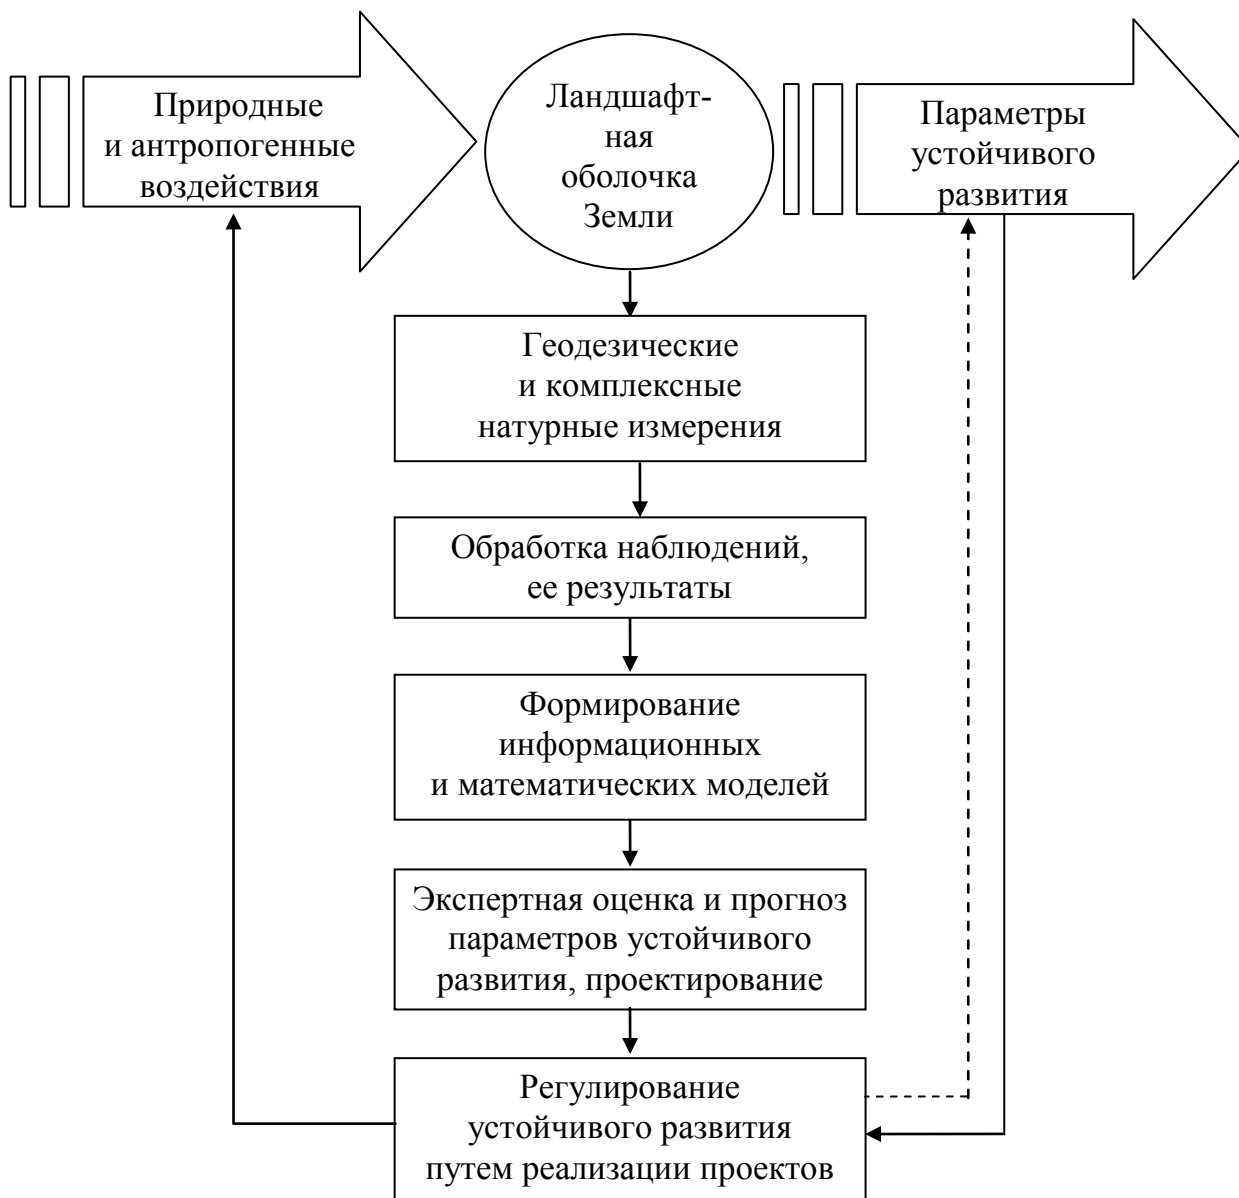 Природные
и антропогенные
воздействия
Ландшафт-
ная
оболочка
Земли
Параметры
устойчивого
развития
Геодезические
и комплексные
натурные измерения
Обработка наблюдений,
ее результаты
Формирование
информационных
и математических моделей
Экспертная оценка и прогноз
параметров устойчивого
развития, проектирование
Регулирование
устойчивого развития
путем реализации проектов